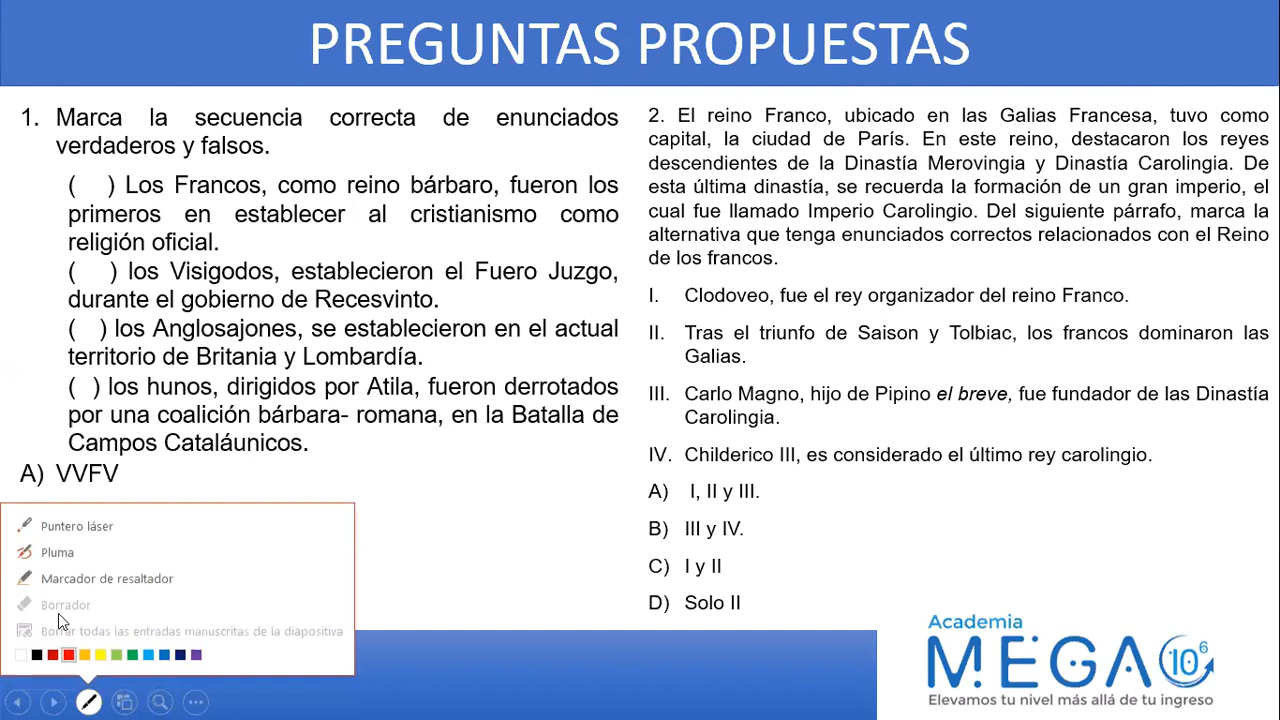 PREGUNTAS PROPUESTAS
1. Marca la secuencia correcta de enunciados
verdaderos y falsos.
( ) Los Francos, como reino bárbaro, fueron los
primeros en establecer al cristianismo como
religión oficial.
( ) los Visigodos, establecieron el Fuero Juzgo,
durante el gobierno de Recesvinto.
( ) los Anglosajones, se establecieron en el actual
territorio de Britania y Lombardía.
( ) los hunos, dirigidos por Atila, fueron derrotados
por una coalición bárbara- romana, en la Batalla de
Campos Cataláunicos.
A) VVFV
Puntero láser
Pluma
Marcador de resaltador
Borrador
Borrar todas las entradas manuscritas de la diapositiva
2. El reino Franco, ubicado en las Galias Francesa, tuvo como
capital, la ciudad de París. En este reino, destacaron los reyes
descendientes de la Dinastía Merovingia y Dinastía Carolingia. De
esta última dinastía, se recuerda la formación de un gran imperio, el
cual fue llamado Imperio Carolingio. Del siguiente párrafo, marca la
alternativa que tenga enunciados correctos relacionados con el Reino
de los francos.
I. Clodoveo, fue el rey organizador del reino Franco.
II. Tras el triunfo de Saison y Tolbiac, los francos dominaron las
Galias.
III. Carlo Magno, hijo de Pipino el breve, fue fundador de las Dinastía
Carolingia.
IV. Childerico III, es considerado el último rey carolingio.
A) I, II y III.
B) III y IV.
C) I y II
D) Solo II
Academia
MEGA 10⁶
Elevamos tu nivel más allá de tu ingreso